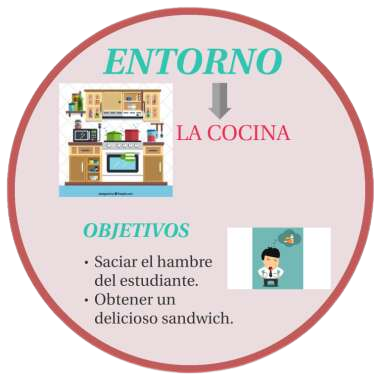 ENTORNO
LA COCINA
OBJETIVOS
• Saciar el hambre
del estudiante.
• Obtener un
delicioso sandwich.